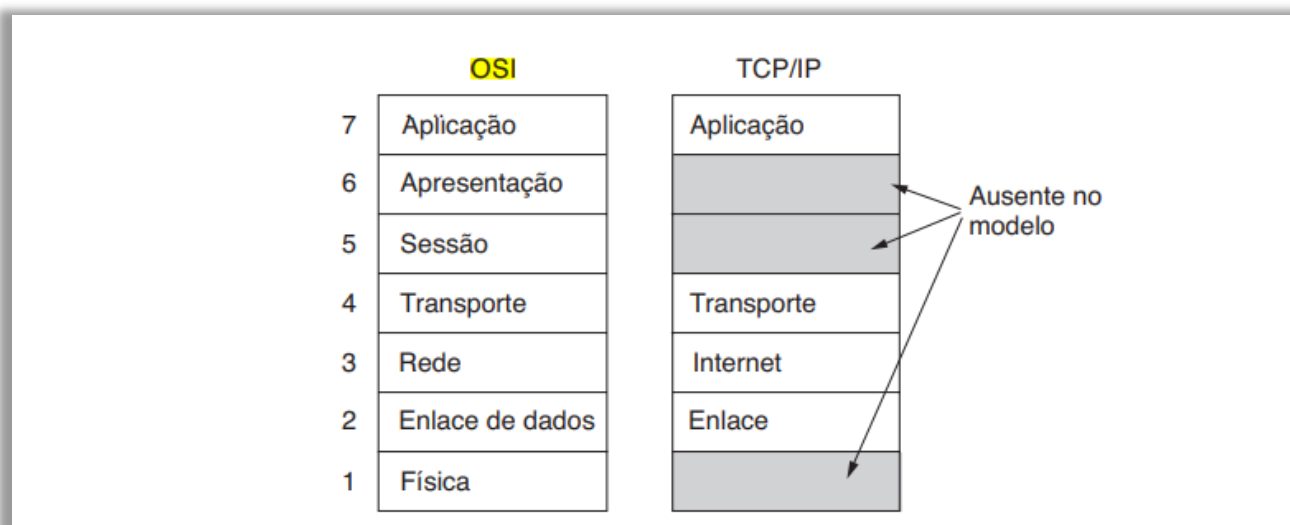 OSI TCP/IP
7 Aplicação Aplicação
6 Apresentação
Ausente no
modelo
5 Sessão
4 Transporte Transporte
3 Rede Internet
2 Enlace de dados Enlace
1 Física